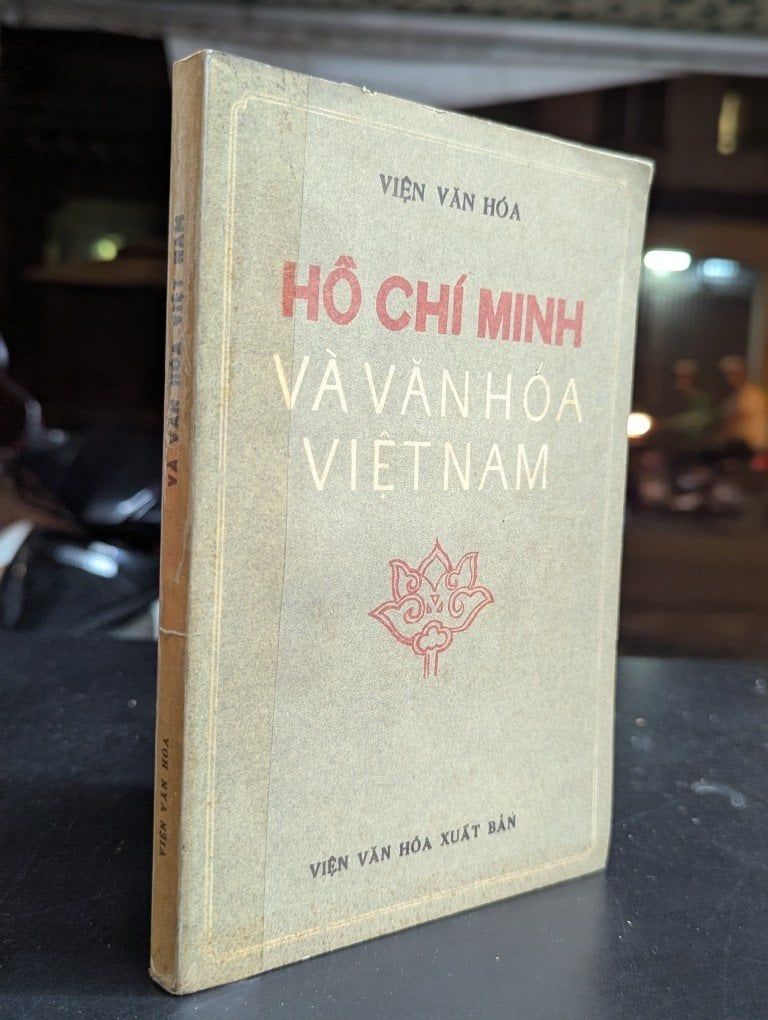 VIỆN VĂN HÓA
HỒ CHÍ MINH
VÀ VĂN HÓA
VIỆT NAM
VIỆN VĂN HÓA XUẤT BẢN
VÀ VĂN HÓA VIỆT NAM
VIỆN VĂN HÓA